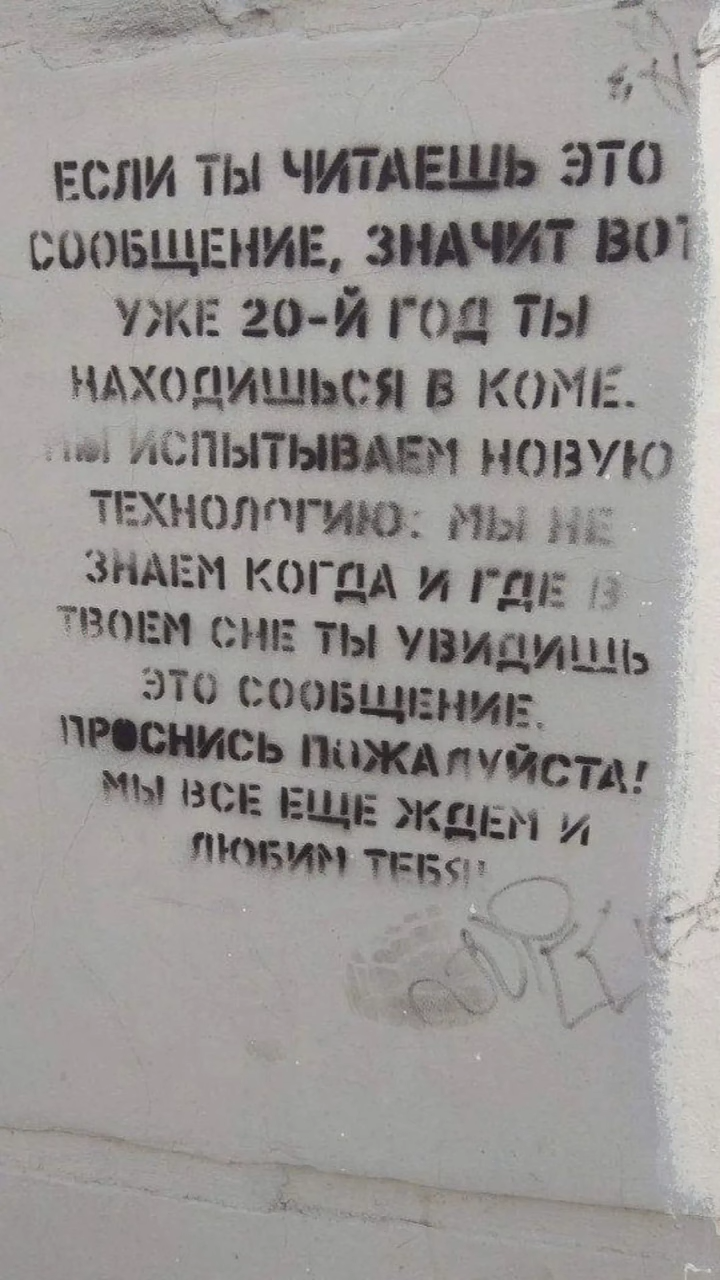 ЕСЛИ ТЫ ЧИТАЕШЬ ЭТО
СООБЩЕНИЕ, ЗНАЧИТ ВОТ
УЖЕ 20-Й ГОД ТЫ
НАХОДИШЬСЯ В КОМЕ.
МЫ ИСПЫТЫВАЕМ НОВУЮ
ТЕХНОЛОГИЮ: МЫ НЕ
ЗНАЕМ КОГДА И ГДЕ В
ТВОЕМ СНЕ ТЫ УВИДИШЬ
ЭТО СООБЩЕНИЕ.
ПРОСНИСЬ ПОЖАЛУЙСТА!
МЫ ВСЕ ЕЩЕ ЖДЕМ И
ЛЮБИМ ТЕБЯ!